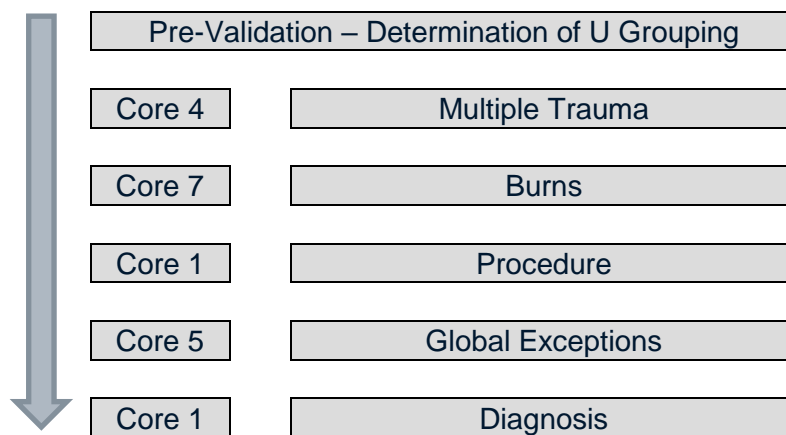 Pre-Validation – Determination of U Grouping
Core 4 Multiple Trauma
Core 7 Burns
Core 1 Procedure
Core 5 Global Exceptions
Core 1 Diagnosis